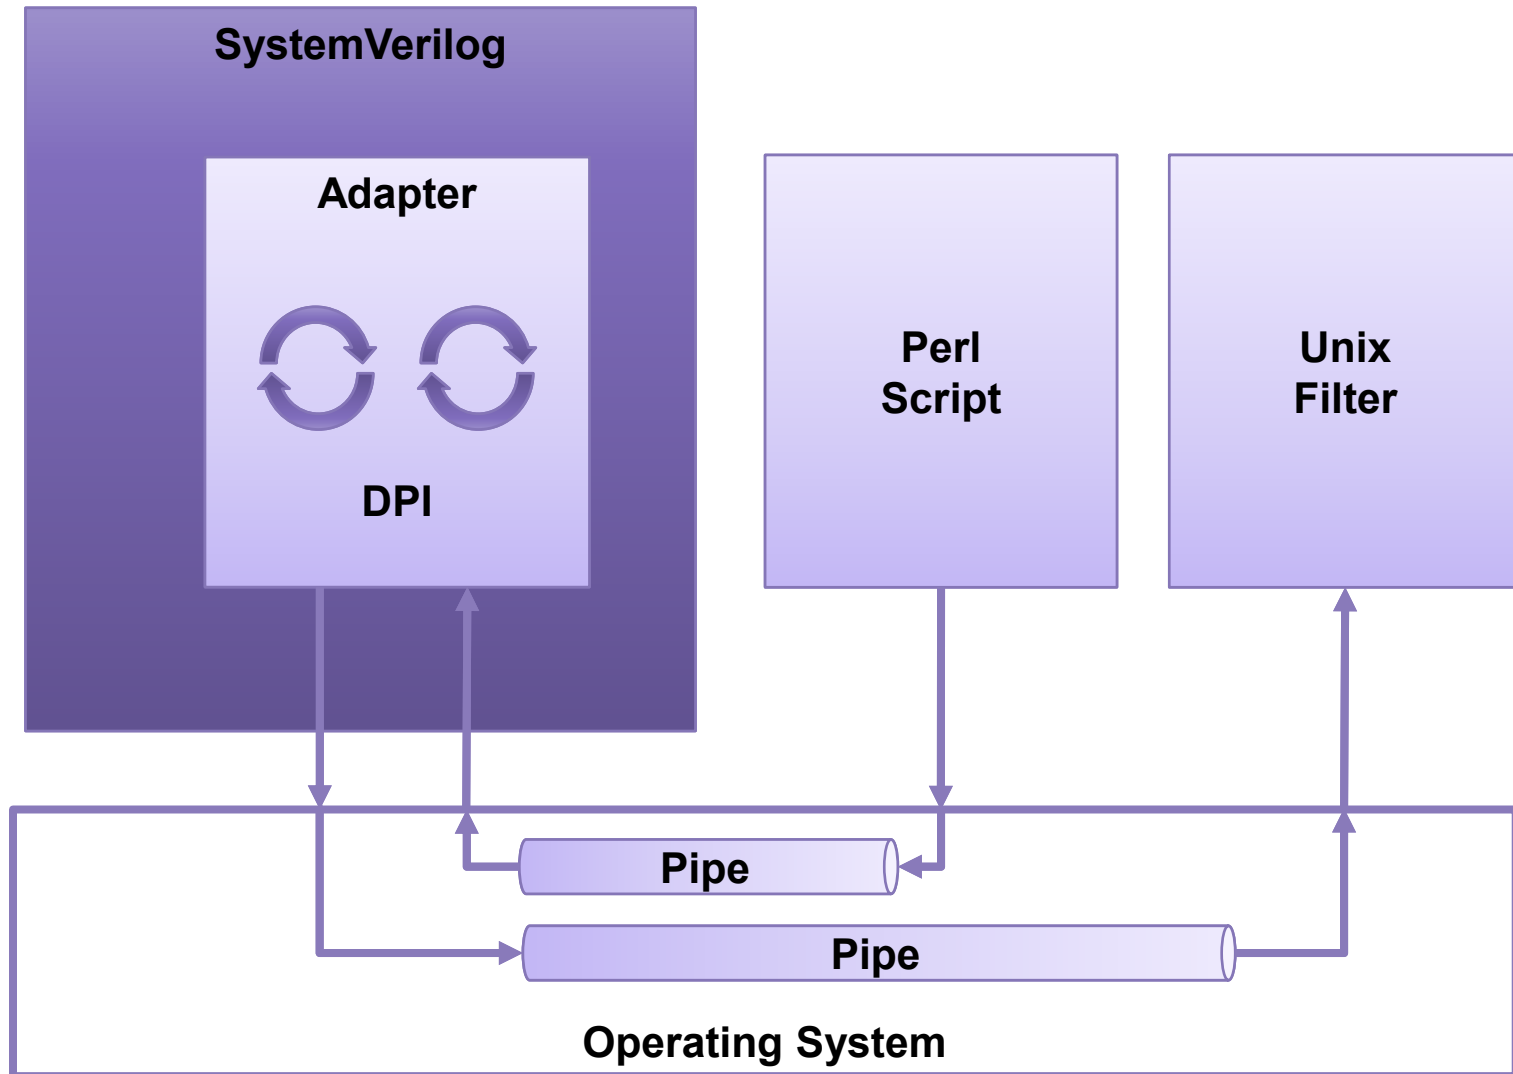 SystemVerilog
Adapter
DPI
Perl
Script
Unix
Filter
Pipe
Pipe
Operating System